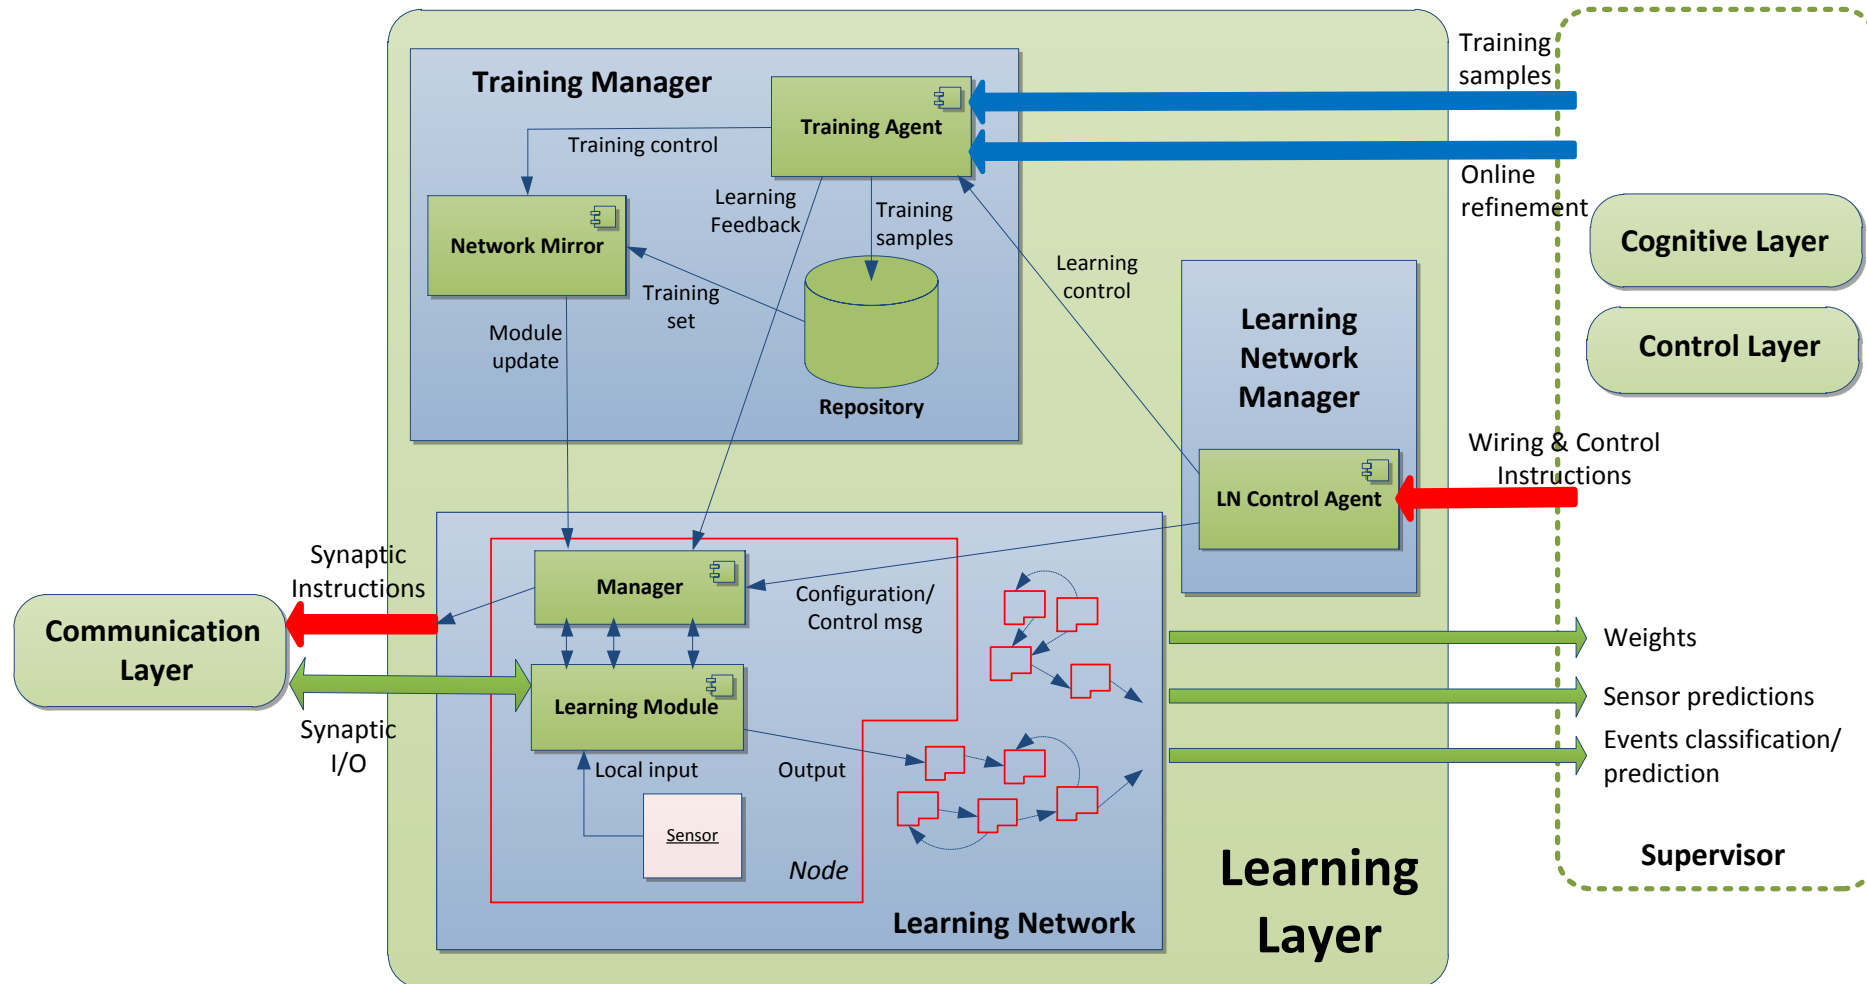 Training Manager
Training Agent
Training control
Learning
Feedback
Training
samples
Network Mirror
Training
set
Module
update
Repository
Training
samples
Online
refinement
Learning
control
Learning
Network
Manager
LN Control Agent
Cognitive Layer
Control Layer
Wiring & Control
Instructions
Synaptic
Instructions
Communication
Layer
Synaptic
I/O
Manager
Configuration/
Control msg
Learning Module
Local input
Output
Sensor
Node
Learning Network
Weights
Sensor predictions
Events classification/
prediction
Supervisor
Learning
Layer